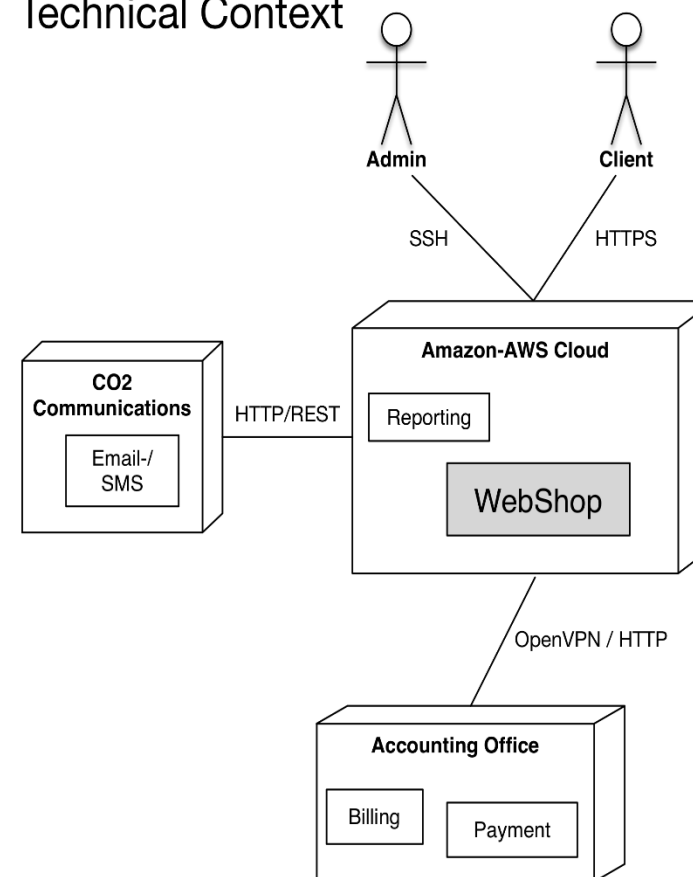 Technical Context
Admin
Client
SSH
HTTPS
Amazon-AWS Cloud
CO2
Communications
HTTP/REST
Reporting
Email-/
SMS
WebShop
OpenVPN / HTTP
Accounting Office
Billing
Payment